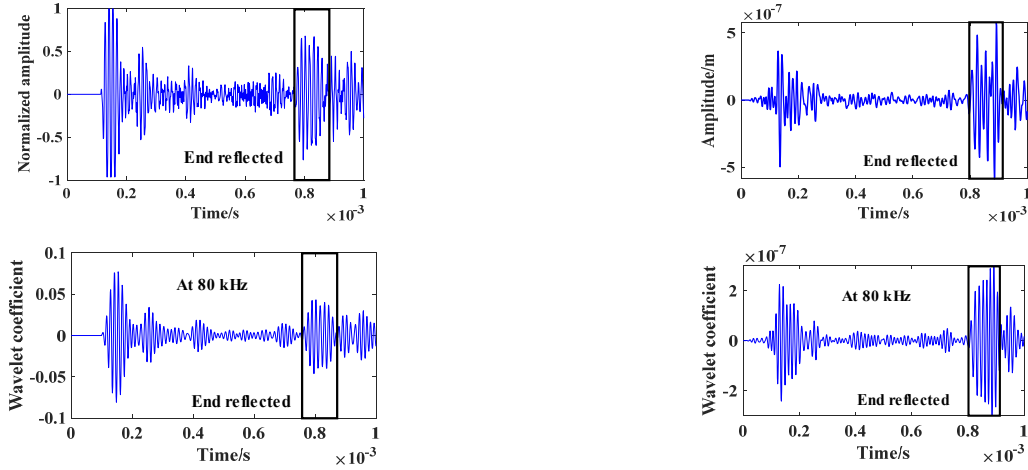 1
0.5
0
-0.5
-1
Normalized amplitude
End reflected
0 0.2 0.4 0.6 0.8 1
Time/s
×10⁻³
×10⁻⁷
5
0
-5
Amplitude/m
End reflected
0 0.2 0.4 0.6 0.8 1
Time/s
×10⁻³
0.1
0.05
0
-0.05
-0.1
Wavelet coefficient
At 80 kHz
End reflected
0 0.2 0.4 0.6 0.8 1
Time/s
×10⁻³
×10⁻⁷
2
0
-2
Wavelet coefficient
At 80 kHz
End reflected
0 0.2 0.4 0.6 0.8 1
Time/s
×10⁻³